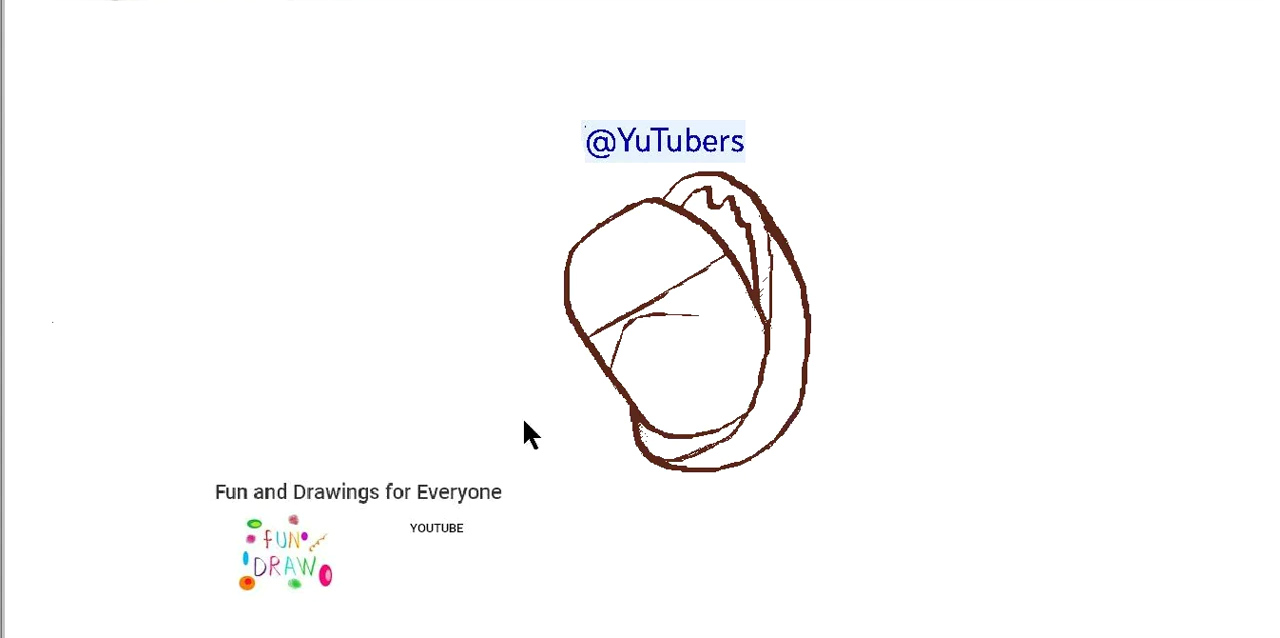 @YuTubers
Fun and Drawings for Everyone
YOUTUBE
FUN
DRAW